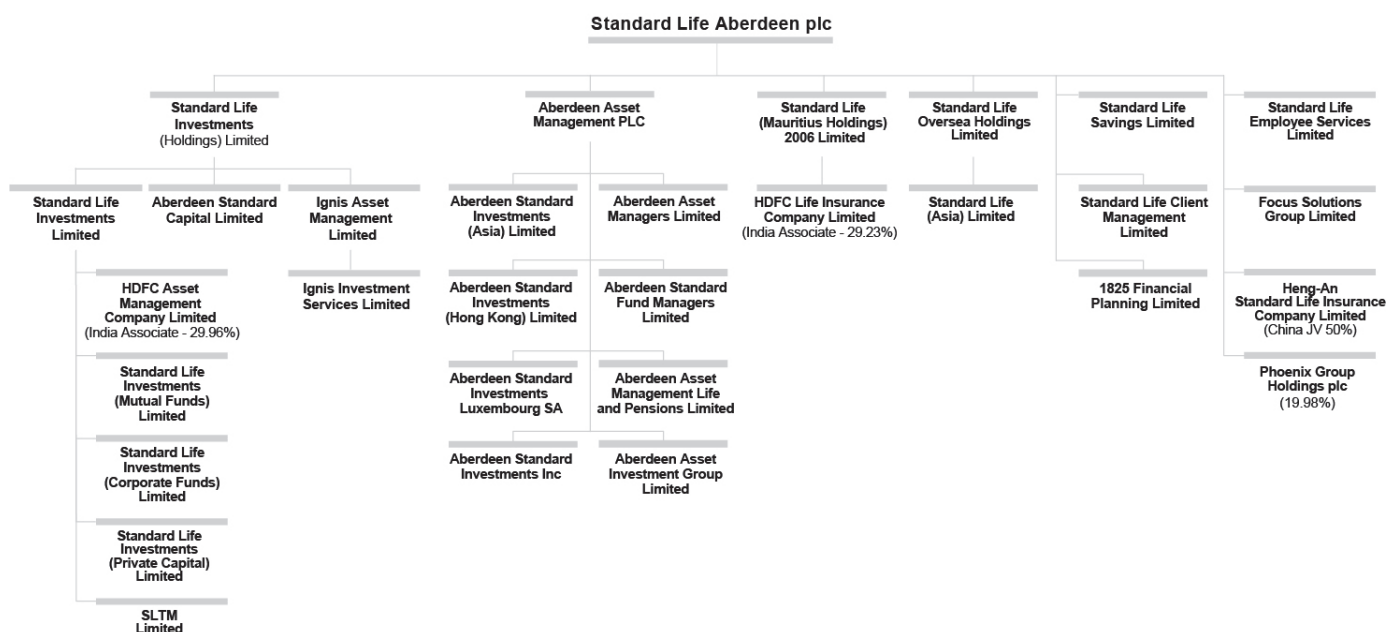 Standard Life Aberdeen plc
Standard Life
Investments
(Holdings) Limited
Aberdeen Asset
Management PLC
Standard Life
(Mauritius Holdings)
2006 Limited
Standard Life
Oversea Holdings
Limited
Standard Life
Savings Limited
Standard Life
Employee Services
Limited
Standard Life
Investments
Limited
Aberdeen Standard
Capital Limited
Ignis Asset
Management
Limited
Aberdeen Standard
Investments
(Asia) Limited
Aberdeen Asset
Managers Limited
HDFC Life Insurance
Company Limited
(India Associate - 29.23%)
Standard Life
(Asia) Limited
Standard Life Client
Management
Limited
Focus Solutions
Group Limited
HDFC Asset
Management
Company Limited
(India Associate - 29.96%)
Ignis Investment
Services Limited
Aberdeen Standard
Investments
(Hong Kong) Limited
Aberdeen Standard
Fund Managers
Limited
1825 Financial
Planning Limited
Heng-An
Standard Life Insurance
Company Limited
(China JV 50%)
Standard Life
Investments
(Mutual Funds)
Limited
Aberdeen Standard
Investments
Luxembourg SA
Aberdeen Asset
Management Life
and Pensions Limited
Phoenix Group
Holdings plc
(19.98%)
Standard Life
Investments
(Corporate Funds)
Limited
Aberdeen Standard
Investments Inc
Aberdeen Asset
Investment Group
Limited
Standard Life
Investments
(Private Capital)
Limited
SLTM
Limited